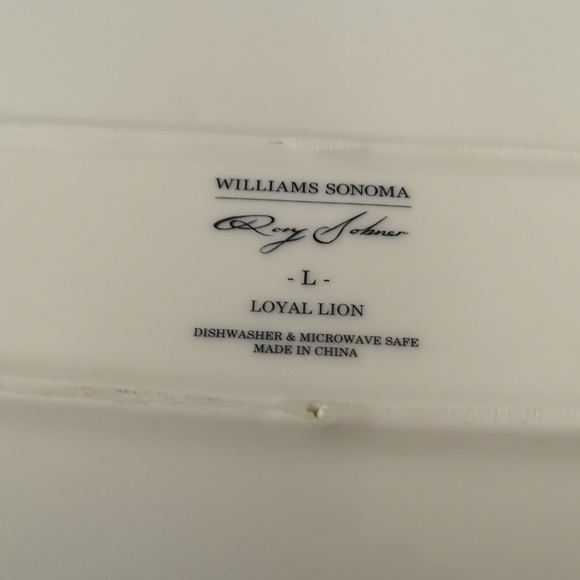 WILLIAMS SONOMA
Rory Dobner
- L -
LOYAL LION
DISHWASHER & MICROWAVE SAFE
MADE IN CHINA